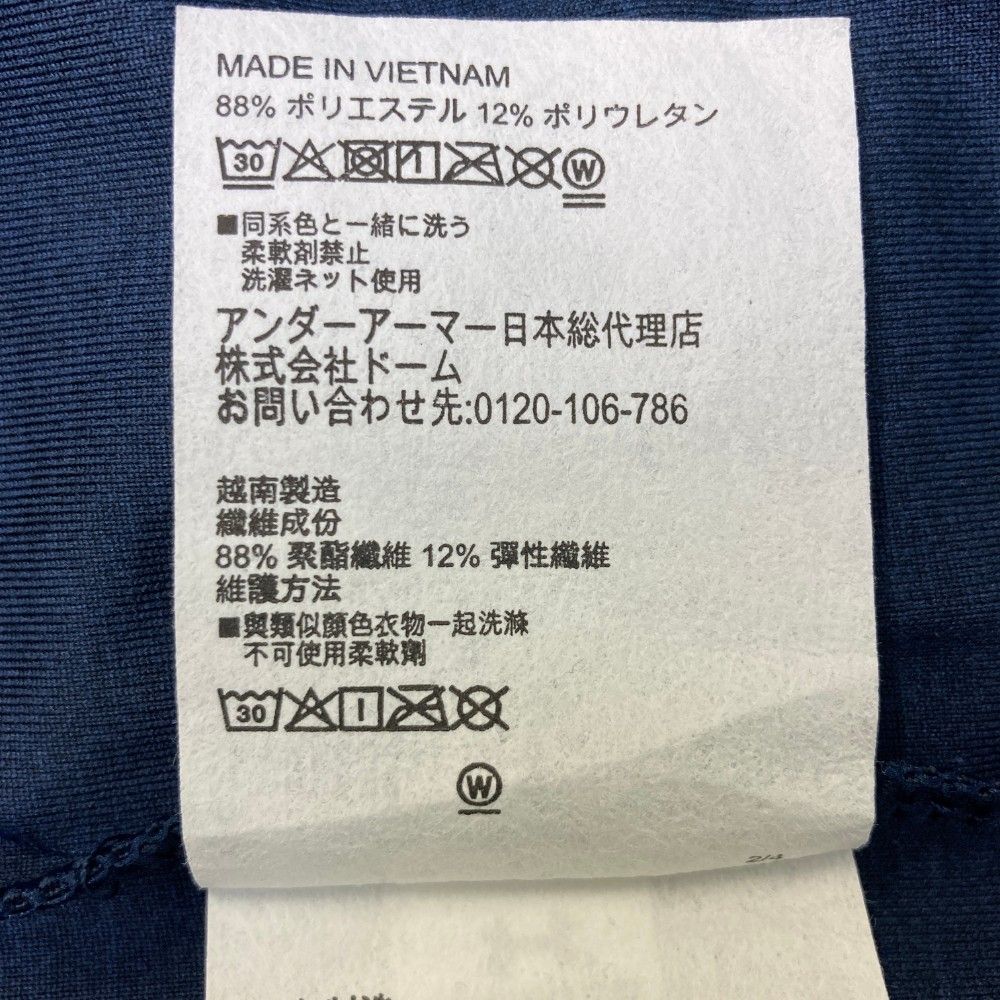 MADE IN VIETNAM
88% ポリエステル 12% ポリウレタン
30 W
■同系色と一緒に洗う
柔軟剤禁止
洗濯ネット使用
アンダーアーマー日本総代理店
株式会社ドーム
お問い合わせ先:0120-106-786
越南製造
纖維成份
88% 聚酯纖維 12% 彈性纖維
維護方法
■與類似顏色衣物一起洗滌
不可使用柔軟劑
30
W